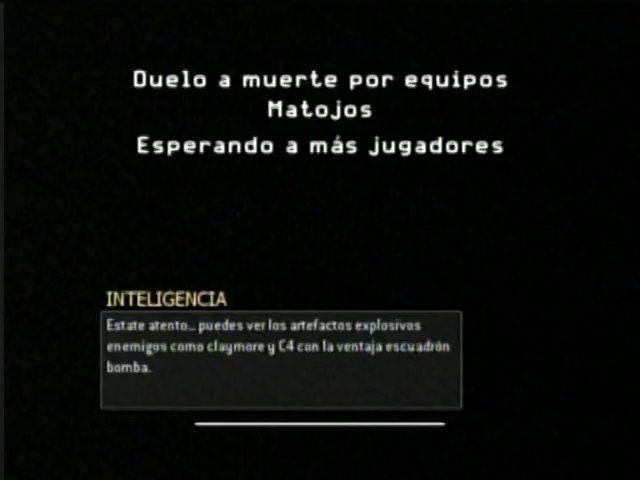 Duelo a muerte por equipos
Matojos
Esperando a más jugadores
INTELIGENCIA
Estate atento... puedes ver los artefactos explosivos
enemigos como claymore y C4 con la ventaja escuadrón
bomba.